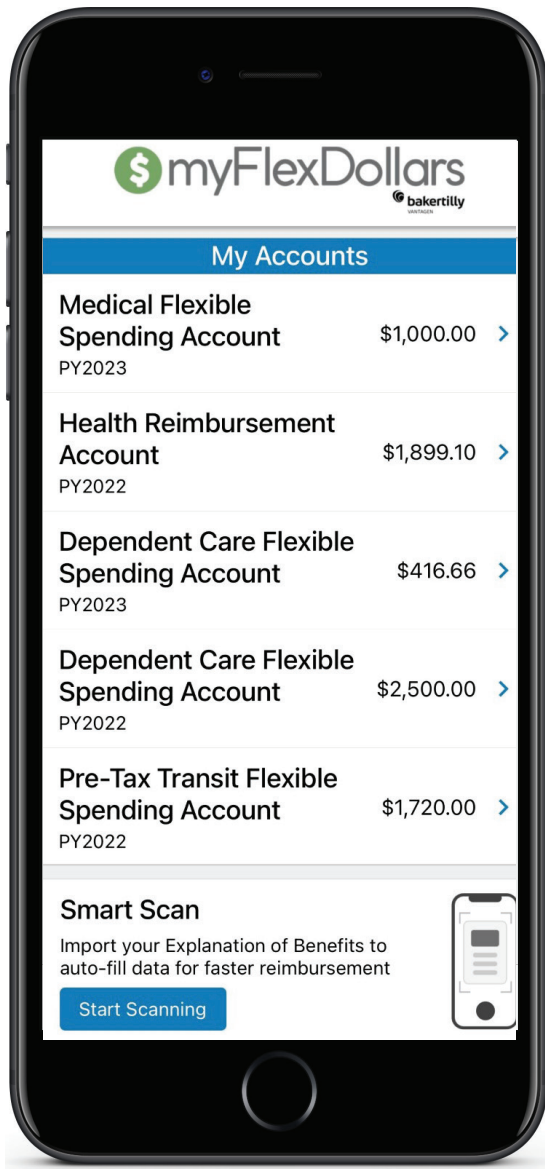 $ myFlexDollars
bakertilly
VANTAGEN
My Accounts
Medical Flexible
Spending Account $1,000.00
PY2023
Health Reimbursement
Account $1,899.10
PY2022
Dependent Care Flexible
Spending Account $416.66
PY2023
Dependent Care Flexible
Spending Account $2,500.00
PY2022
Pre-Tax Transit Flexible
Spending Account $1,720.00
PY2022
Smart Scan
Import your Explanation of Benefits to
auto-fill data for faster reimbursement
Start Scanning